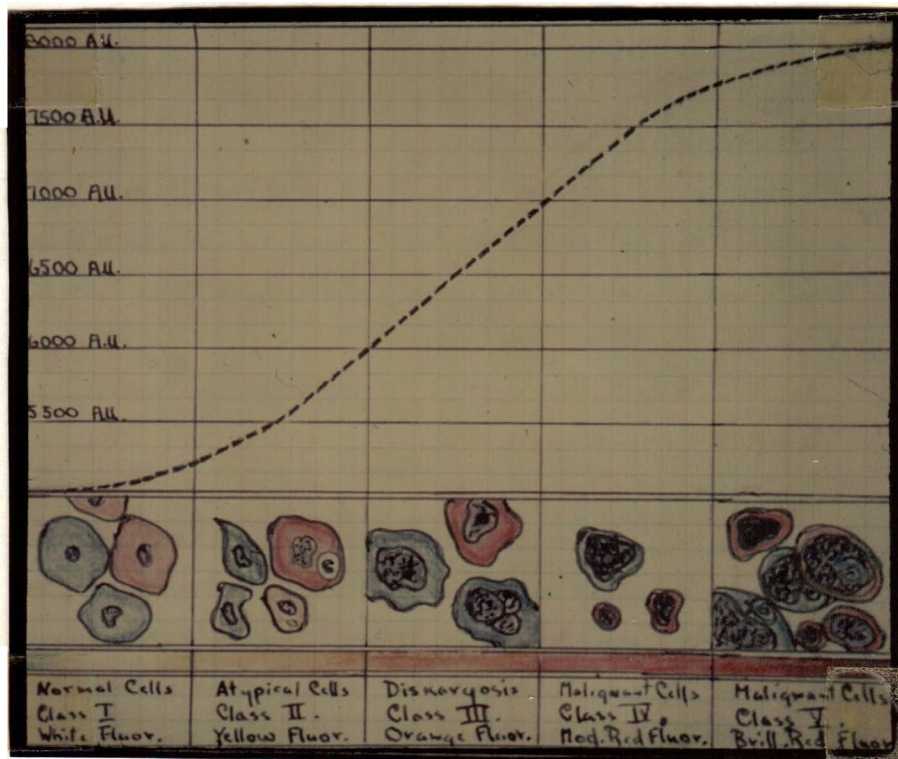 8000 A.U.
7500 A.U.
7000 A.U.
6500 A.U.
6000 A.U.
5500 A.U.
Normal Cells
Class I
White Fluor.
Atypical Cells
Class II.
Yellow Fluor.
Diskaryosis
Class III.
Orange Fluor.
Malignant Cells
Class IV.
Mod. Red Fluor.
Malignant Cells
Class V.
Brill. Red Fluor